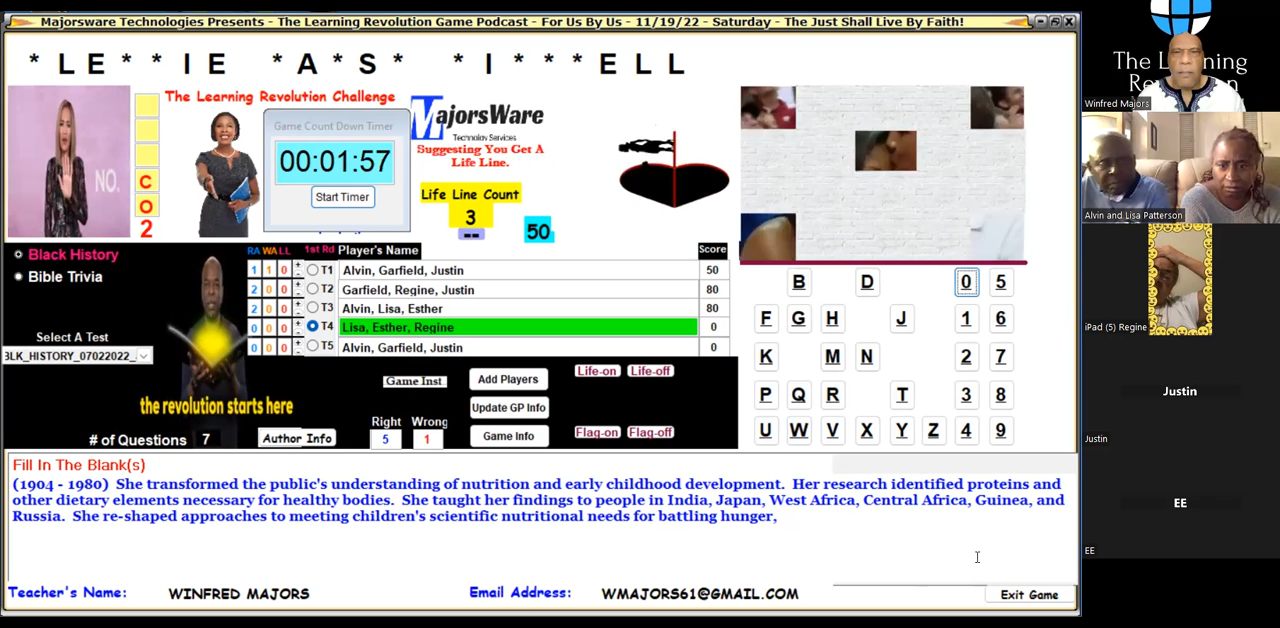 Majorsware Technologies Presents - The Learning Revolution Game Podcast - For Us By Us - 11/19/22 - Saturday - The Just Shall Live By Faith!
* L E * * I E * A * S * * I * * * E L L
The Learning Revolution Challenge
NO.
C
O
2
Game Count Down Timer
00:01:57
Start Timer
MajorsWare
Technology Services
Suggesting You Get A
Life Line.
Life Line Count
3
--
50
Black History
Bible Trivia
Select A Test
BLK_HISTORY_07022022_
the revolution starts here
# of Questions 7
Author Info
RA WA LL 1st Rd Player's Name Score
1 1 0 + - T1 Alvin, Garfield, Justin 50
2 0 0 + - T2 Garfield, Regine, Justin 80
2 0 0 + - T3 Alvin, Lisa, Esther 80
0 0 0 + - T4 Lisa, Esther, Regine 0
0 0 0 + - T5 Alvin, Garfield, Justin 0
Game Inst
Add Players
Life-on Life-off
Update GP Info
Right Wrong
5 1
Game Info
Flag-on Flag-off
B D 0 5
F G H J 1 6
K M N 2 7
P Q R T 3 8
U W V X Y Z 4 9
Fill In The Blank(s)
(1904 - 1980) She transformed the public's understanding of nutrition and early childhood development. Her research identified proteins and
other dietary elements necessary for healthy bodies. She taught her findings to people in India, Japan, West Africa, Central Africa, Guinea, and
Russia. She re-shaped approaches to meeting children's scientific nutritional needs for battling hunger,
Teacher's Name: WINFRED MAJORS Email Address: WMAJORS61@GMAIL.COM
Exit Game
The Learning
Winfred Majors
Alvin and Lisa Patterson
iPad (5) Regine
Justin
Justin
EE
EE